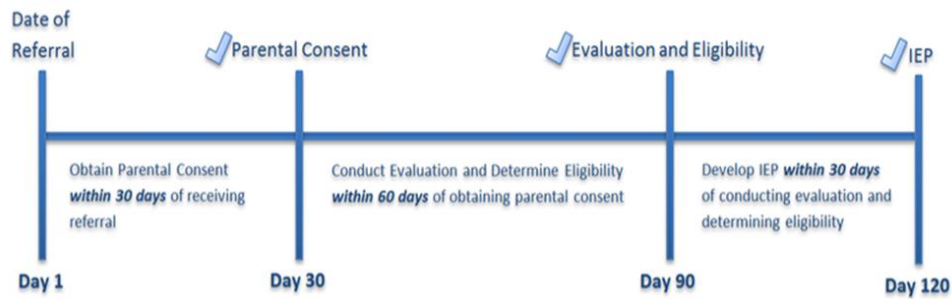 Date of
Referral
Parental Consent
Evaluation and Eligibility
IEP
Obtain Parental Consent
within 30 days of receiving
referral
Conduct Evaluation and Determine Eligibility
within 60 days of obtaining parental consent
Develop IEP within 30 days
of conducting evaluation and
determining eligibility
Day 1
Day 30
Day 90
Day 120